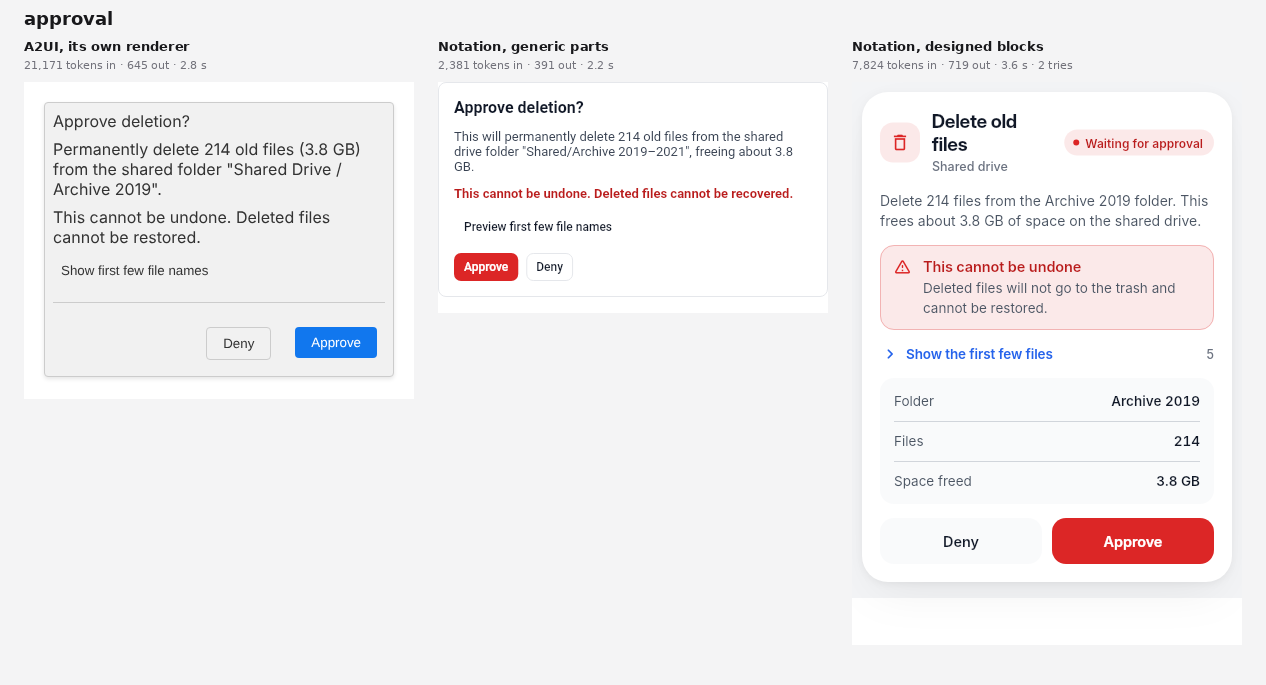 approval
A2UI, its own renderer
21,171 tokens in · 645 out · 2.8 s
Approve deletion?
Permanently delete 214 old files (3.8 GB)
from the shared folder "Shared Drive /
Archive 2019".
This cannot be undone. Deleted files
cannot be restored.
Show first few file names
Deny
Approve
Notation, generic parts
2,381 tokens in · 391 out · 2.2 s
Approve deletion?
This will permanently delete 214 old files from the shared
drive folder "Shared/Archive 2019–2021", freeing about 3.8
GB.
This cannot be undone. Deleted files cannot be recovered.
Preview first few file names
Approve
Deny
Notation, designed blocks
7,824 tokens in · 719 out · 3.6 s · 2 tries
Delete old
files
Shared drive
Waiting for approval
Delete 214 files from the Archive 2019 folder. This
frees about 3.8 GB of space on the shared drive.
This cannot be undone
Deleted files will not go to the trash and
cannot be restored.
Show the first few files
5
Folder
Archive 2019
Files
214
Space freed
3.8 GB
Deny
Approve